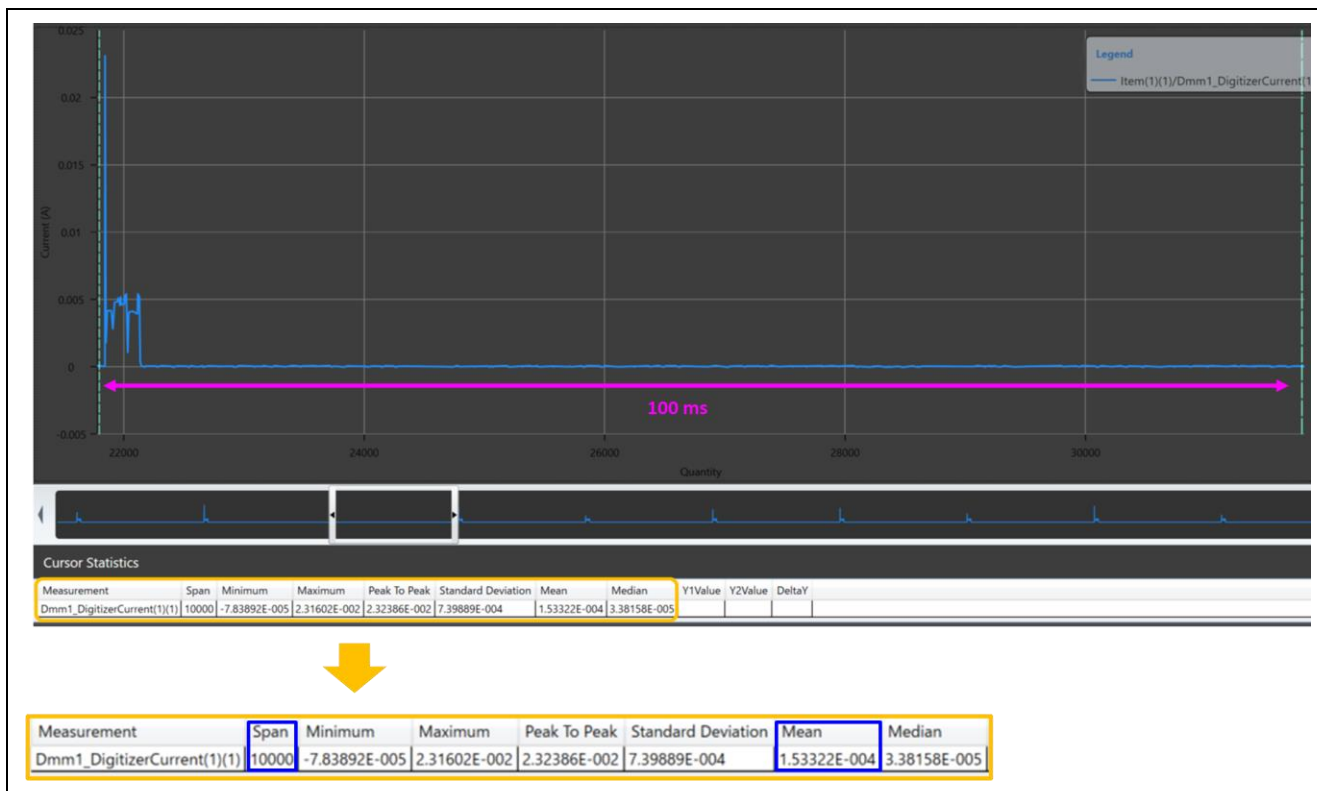 0.025
Legend
Item(1)(1)/Dmm1_DigitizerCurrent(1
0.02
0.015
Current (A)
0.01
0.005
0
100 ms
-0.005
22000 24000 26000 28000 30000
Quantity
Cursor Statistics
Measurement Span Minimum Maximum Peak To Peak Standard Deviation Mean Median Y1Value Y2Value DeltaY
Dmm1_DigitizerCurrent(1)(1) 10000 -7.83892E-005 2.31602E-002 2.32386E-002 7.39889E-004 1.53322E-004 3.38158E-005
Measurement Span Minimum Maximum Peak To Peak Standard Deviation Mean Median
Dmm1_DigitizerCurrent(1)(1) 10000 -7.83892E-005 2.31602E-002 2.32386E-002 7.39889E-004 1.53322E-004 3.38158E-005